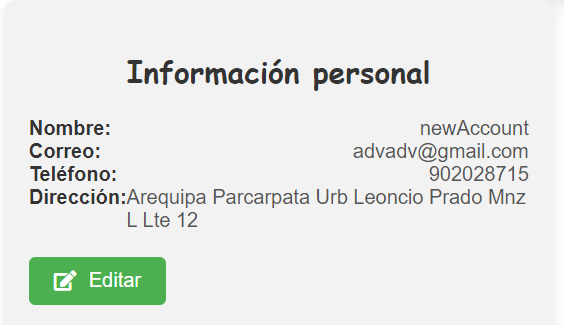 Información personal
Nombre: newAccount
Correo: advadv@gmail.com
Teléfono: 902028715
Dirección:Arequipa Parcarpata Urb Leoncio Prado Mnz
L Lte 12
Editar